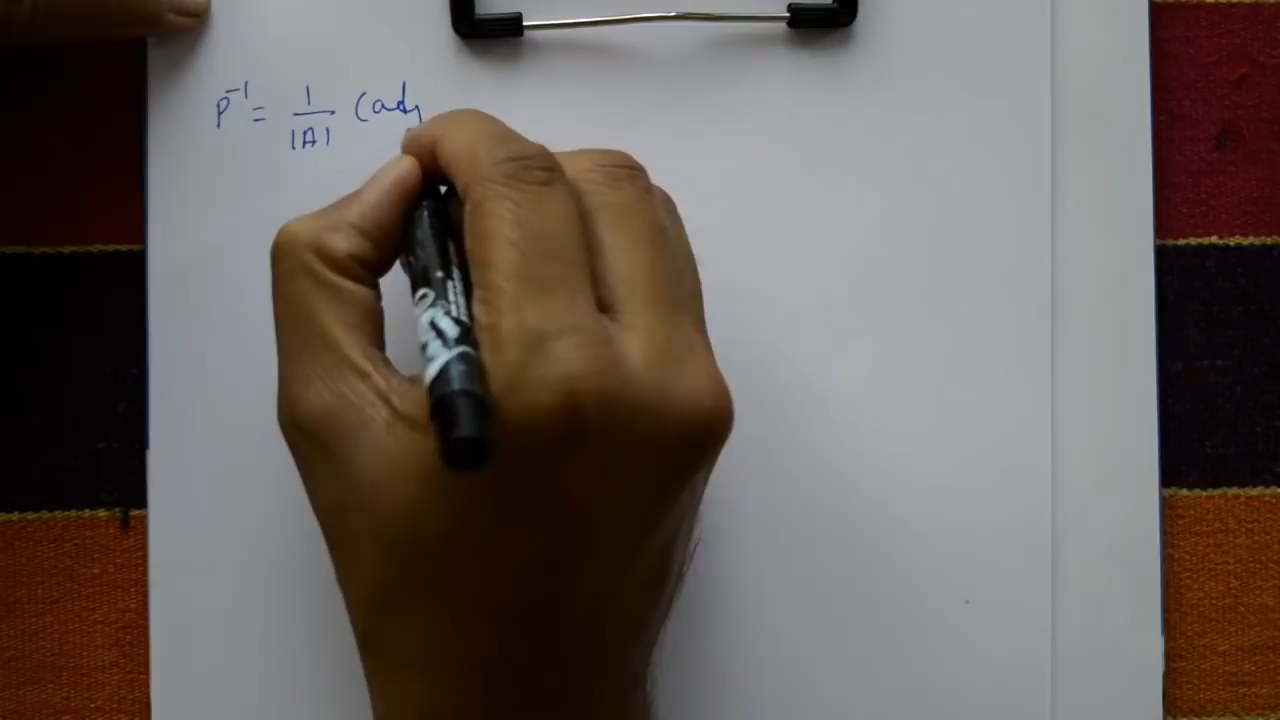 P⁻¹ = 1/|A| (adj